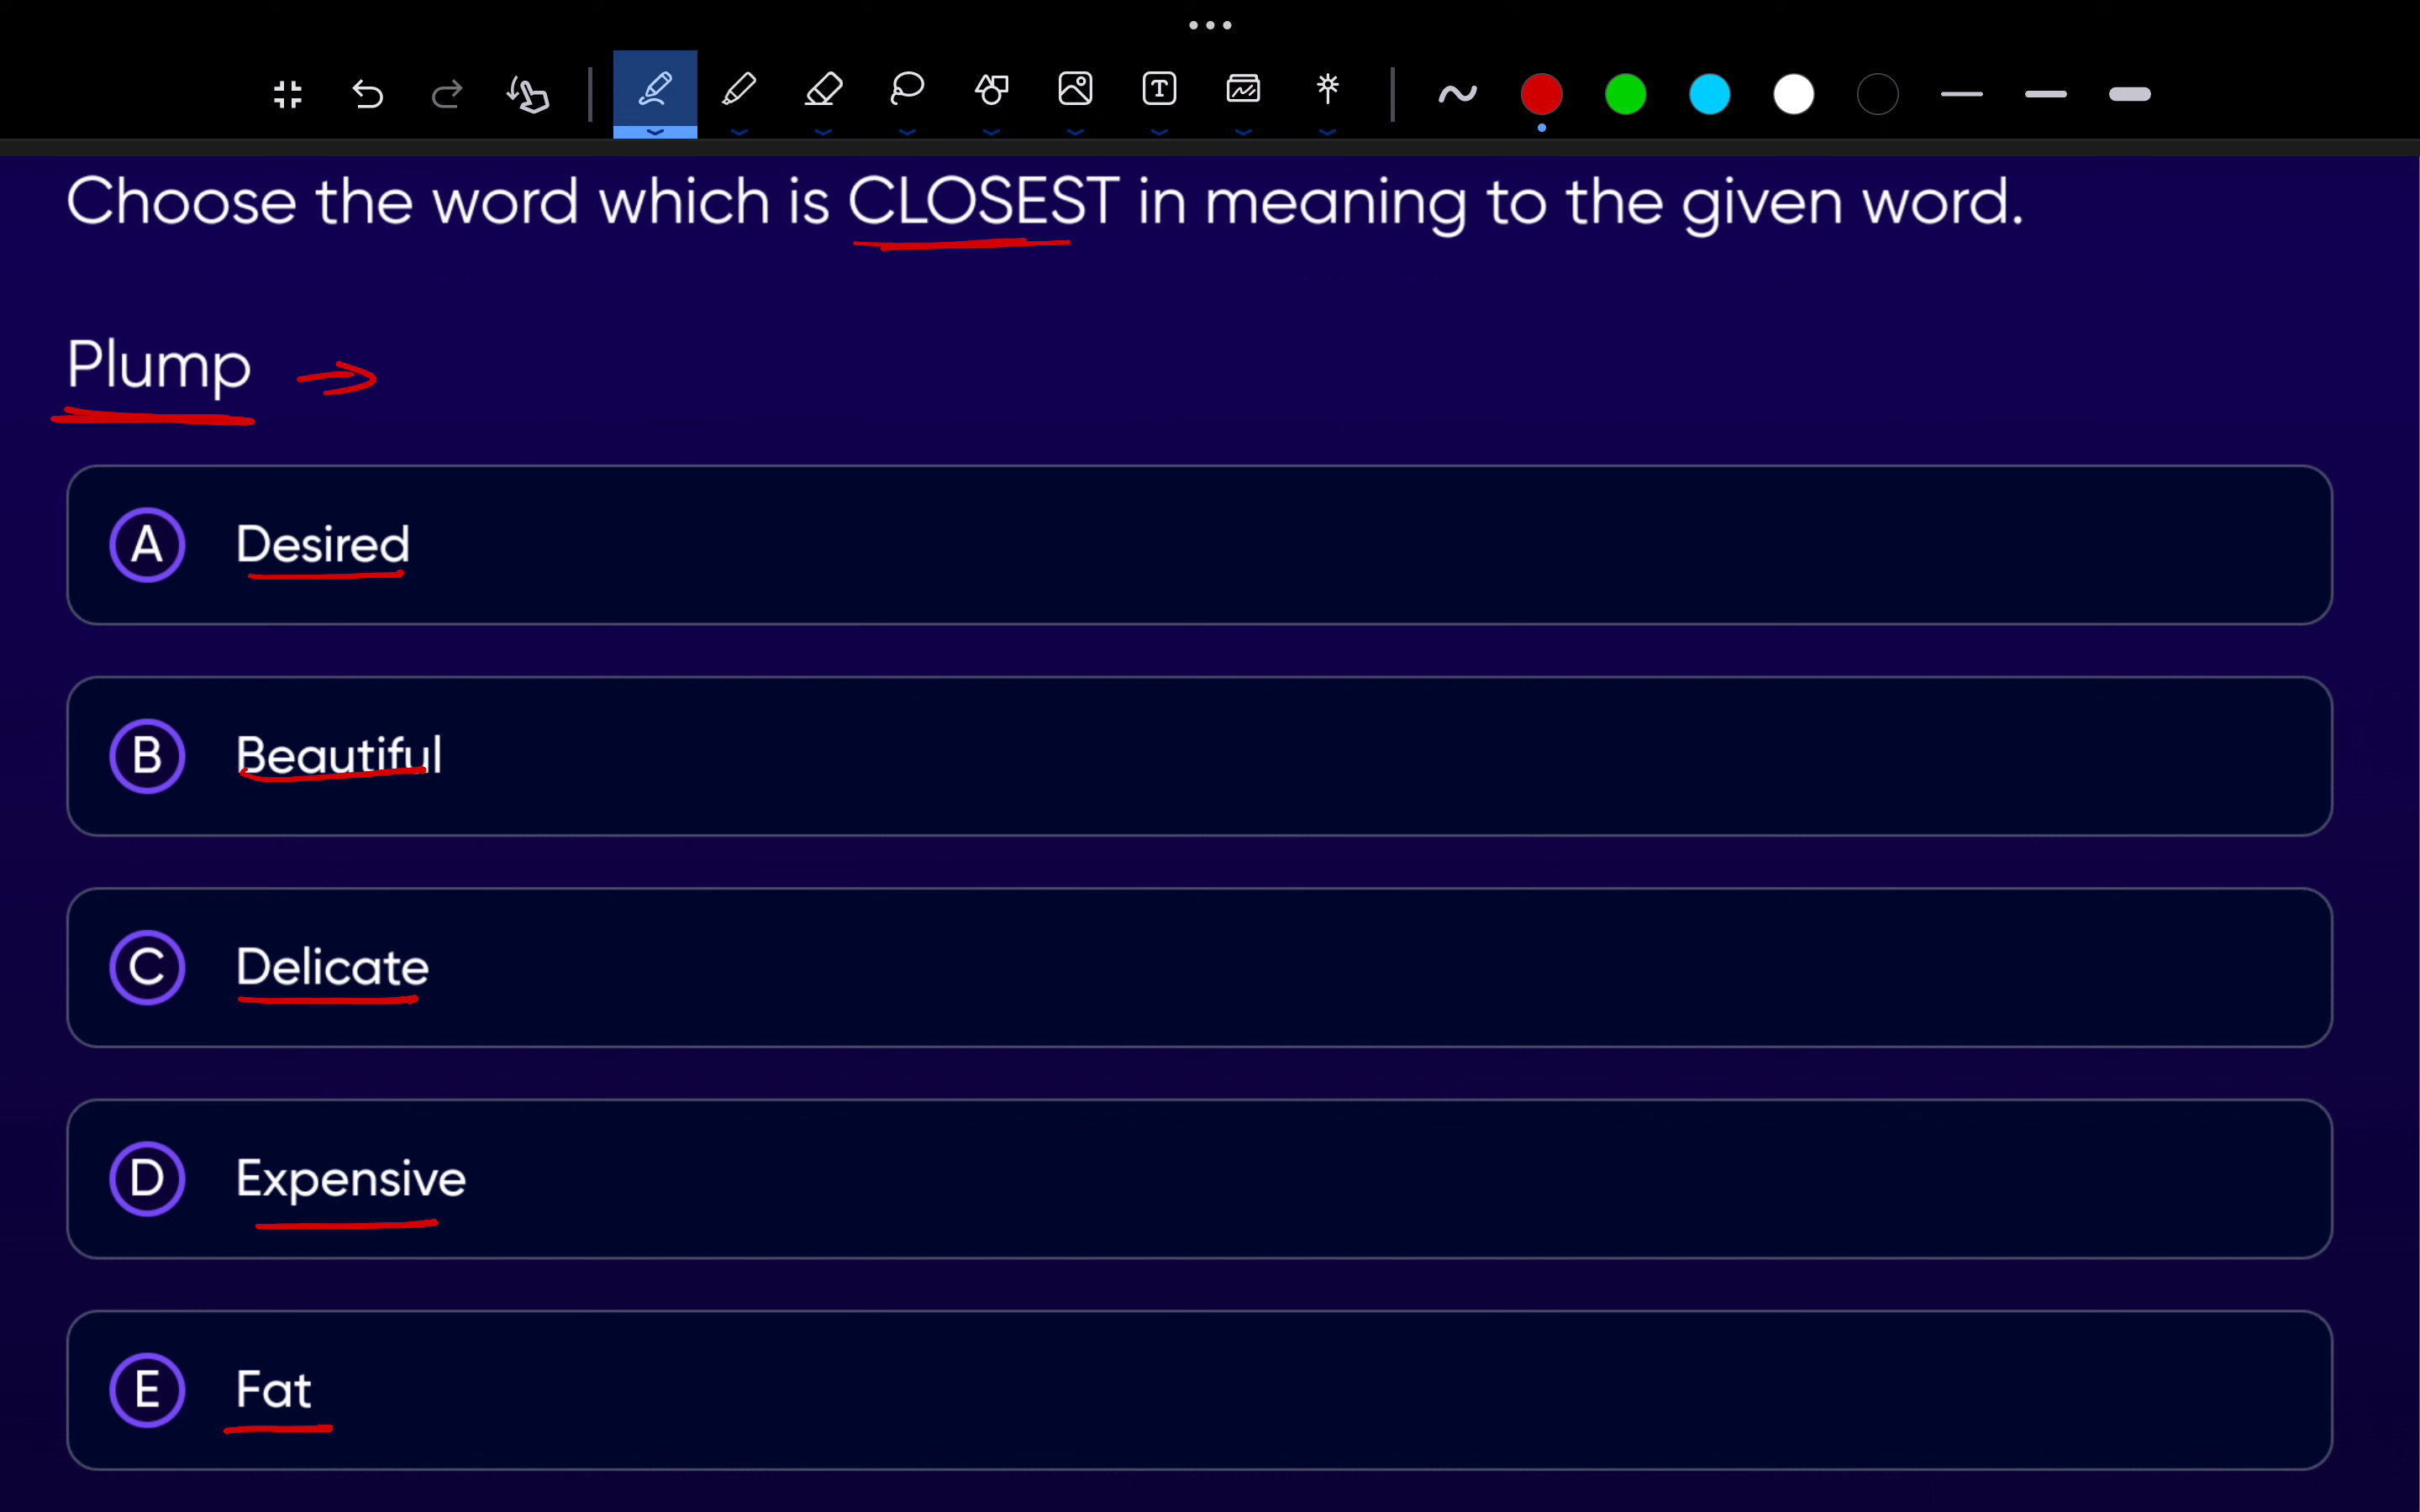 Choose the word which is CLOSEST in meaning to the given word.
Plump
A Desired
B Beautiful
C Delicate
D Expensive
E Fat